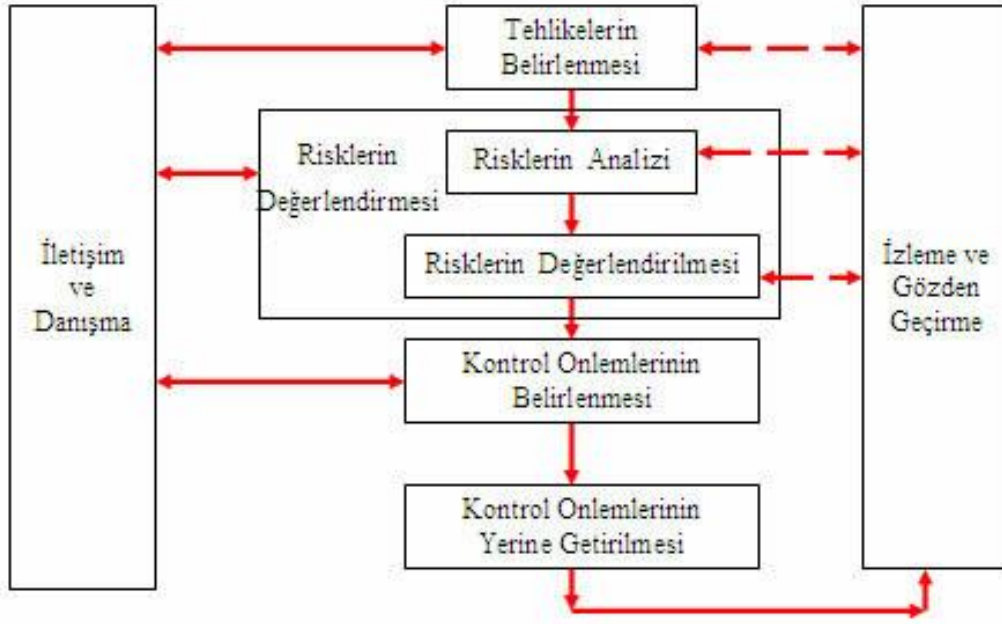 Tehlikelerin
Belirlenmesi
Risklerin
Değerlendirmesi
Risklerin Analizi
Risklerin Değerlendirilmesi
İletişim
ve
Danışma
İzleme ve
Gözden
Geçirme
Kontrol Onlemlerinin
Belirlenmesi
Kontrol Onlemlerinin
Yerine Getirilmesi